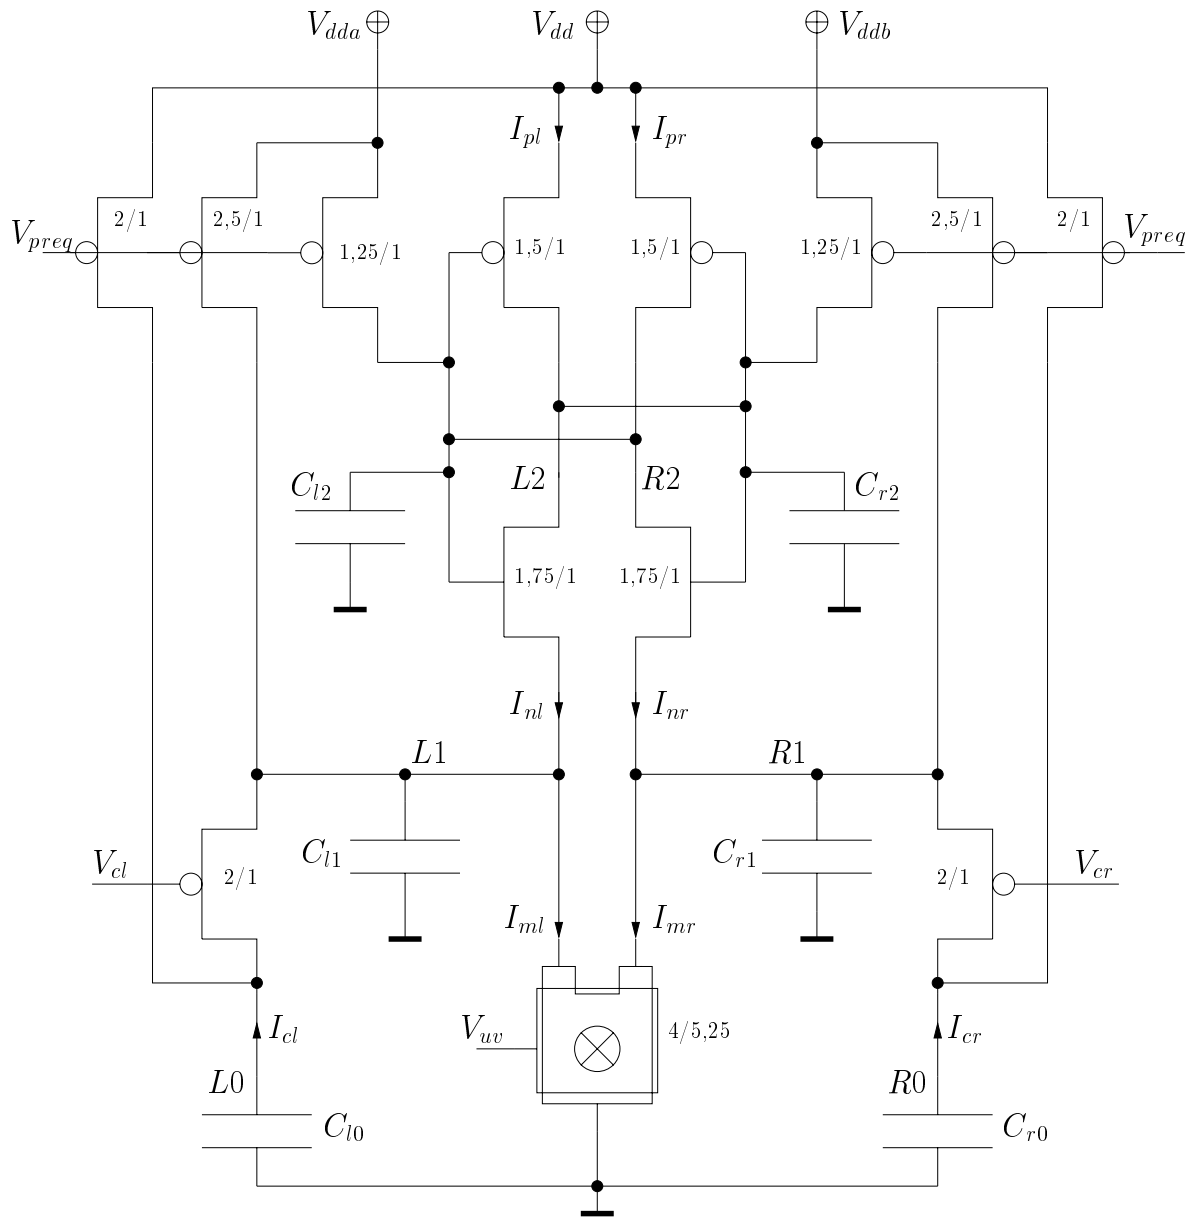 V_dda V_dd V_ddb
I_pl I_pr
2/1 2,5/1 2,5/1 2/1
V_preq 1,25/1 1,5/1 1,5/1 1,25/1 V_preq
C_l2 L2 R2 C_r2
1,75/1 1,75/1
I_nl I_nr
L1 R1
V_cl 2/1 C_l1 C_r1 2/1 V_cr
I_ml I_mr
I_cl V_uv 4/5,25 I_cr
L0 R0
C_l0 C_r0